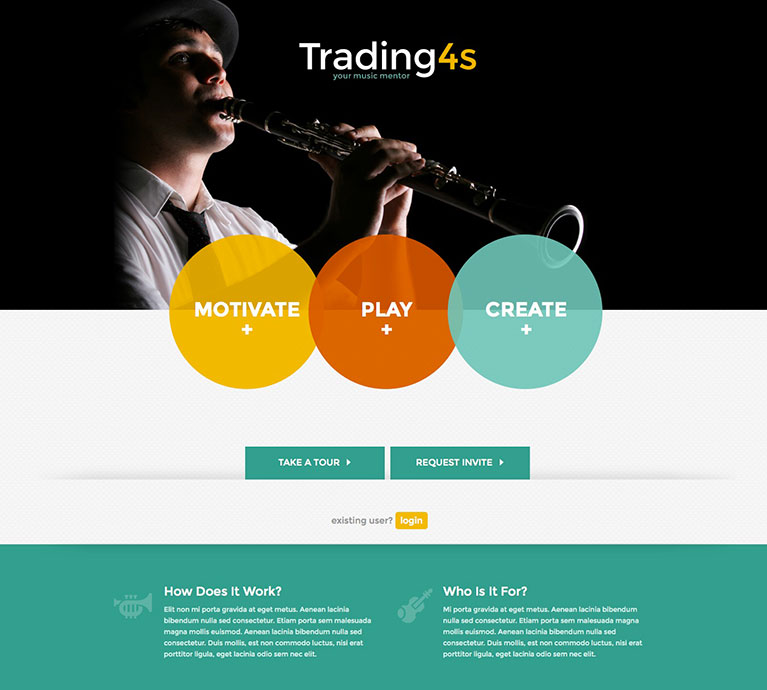 Trading4s
your music mentor
MOTIVATE
+
PLAY
+
CREATE
+
TAKE A TOUR
REQUEST INVITE
existing user? login
How Does It Work?
Elit non mi porta gravida at eget metus. Aenean lacinia
bibendum nulla sed consectetur. Etiam porta sem malesuada
magna mollis euismod. Aenean bibendum nulla sed
consectetur. Duis mollis, est non commodo luctus, nisi erat
porttitor ligula, eget lacinia odio sem nec elit.
Who Is It For?
Mi porta gravida at eget metus. Aenean lacinia bibendum
nulla sed consectetur. Etiam porta sem malesuada magna
mollis euismod. Aenean lacinia bibendum nulla sed
consectetur. Duis mollis, est non commodo luctus, nisi erat
porttitor ligula, eget lacinia odio sem nec elit.